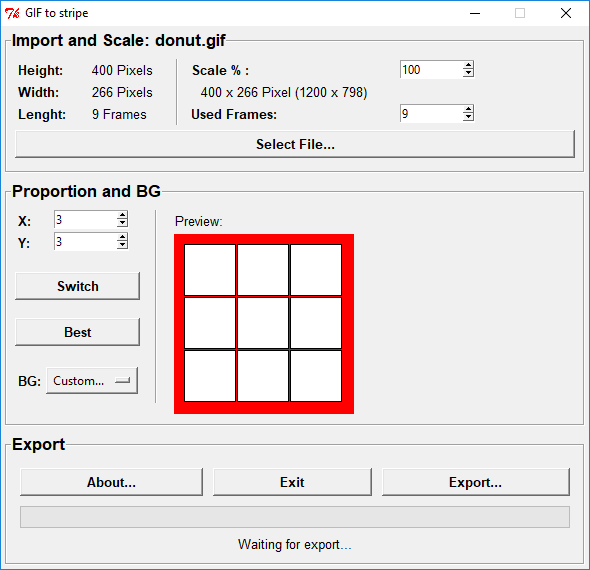 GIF to stripe
Import and Scale: donut.gif
Height: 400 Pixels Scale % : 100
Width: 266 Pixels 400 x 266 Pixel (1200 x 798)
Lenght: 9 Frames Used Frames: 9
Select File...
Proportion and BG
X: 3 Preview:
Y: 3
Switch
Best
BG: Custom...
Export
About... Exit Export...
Waiting for export...